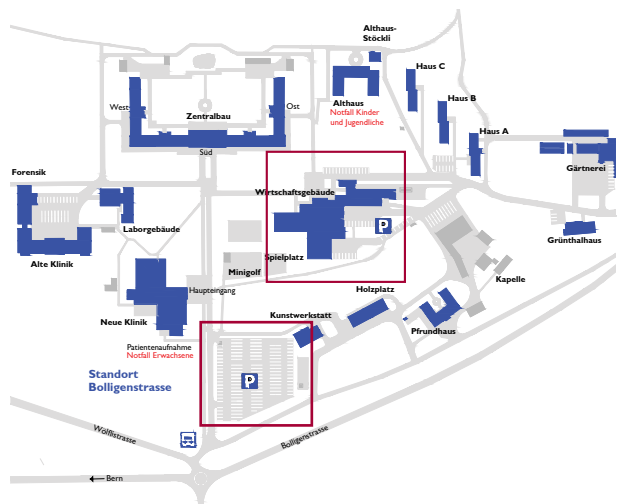 Althaus-
Stöckli
Haus C
West
Ost
Zentralbau
Althaus
Notfall Kinder
und Jugendliche
Haus B
Haus A
Süd
Forensik
Gärtnerei
Wirtschaftsgebäude
Laborgebäude
P
Grünthalhaus
Alte Klinik
Spielplatz
Minigolf
Kapelle
Haupteingang
Holzplatz
Kunstwerkstatt
Neue Klinik
Pfrundhaus
Patientenaufnahme
Notfall Erwachsene
Standort
Bolligenstrasse
P
Wölflistrasse
Bolligenstrasse
Bern